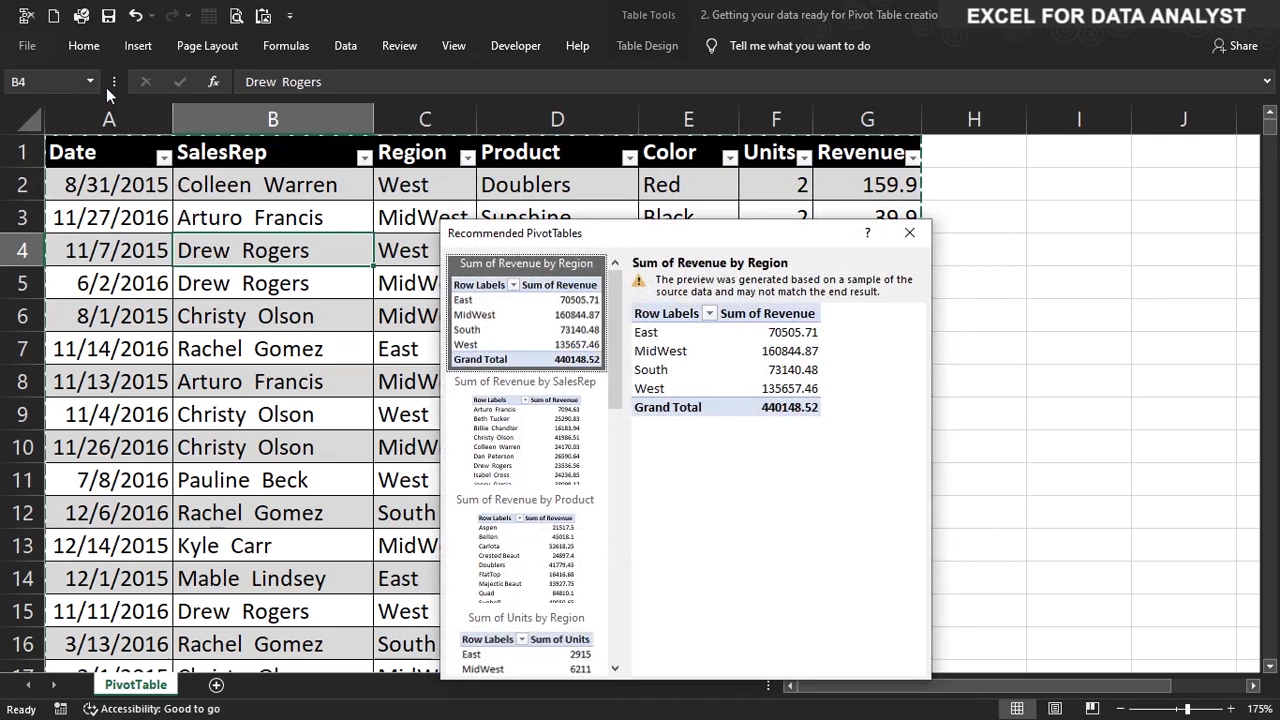 Table Tools
2. Getting your data ready for Pivot Table creatio
EXCEL FOR DATA ANALYST
File Home Insert Page Layout Formulas Data Review View Developer Help Table Design Tell me what you want to do Share
B4 fx Drew Rogers
A B C D E F G H I J
1 Date SalesRep Region Product Color Units Revenue
2 8/31/2015 Colleen Warren West Doublers Red 2 159.9
3 11/27/2016 Arturo Francis MidWest Sunshine Black 2 39.9
4 11/7/2015 Drew Rogers West
5 6/2/2016 Drew Rogers MidW
6 8/1/2015 Christy Olson South
7 11/14/2016 Rachel Gomez East
8 11/13/2016 Arturo Francis MidW
9 11/4/2016 Christy Olson West
10 11/26/2016 Christy Olson MidW
11 7/8/2016 Pauline Beck West
12 12/6/2016 Rachel Gomez South
13 12/14/2016 Kyle Carr MidW
14 12/1/2015 Mable Lindsey East
15 11/11/2016 Drew Rogers West
16 3/13/2016 Rachel Gomez South
Recommended PivotTables ?
Sum of Revenue by Region
Row Labels Sum of Revenue
East 70505.71
MidWest 160844.87
South 73140.48
West 135657.46
Grand Total 440148.52
Sum of Revenue by SalesRep
Row Labels Sum of Revenue
Arturo Francis 7094.63
Beth Tucker 25290.83
Billie Chandler 16183.94
Christy Olson 41986.51
Colleen Warren 24170.03
Dan Peterson 26590.64
Drew Rogers 23536.56
Isabel Cross 24236.85
Sum of Revenue by Product
Row Labels Sum of Revenue
Aspen 21517.5
Bellen 45018.1
Carlota 52618.25
Crested Beaut 24897.4
Doublers 41779.45
FlatTop 16416.68
Majestic Beaut 33927.75
Quad 84810.1
Sum of Units by Region
Row Labels Sum of Units
East 2915
MidWest 6211
Sum of Revenue by Region
The preview was generated based on a sample of the
source data and may not match the end result.
Row Labels Sum of Revenue
East 70505.71
MidWest 160844.87
South 73140.48
West 135657.46
Grand Total 440148.52
PivotTable
Ready Accessibility: Good to go 175%